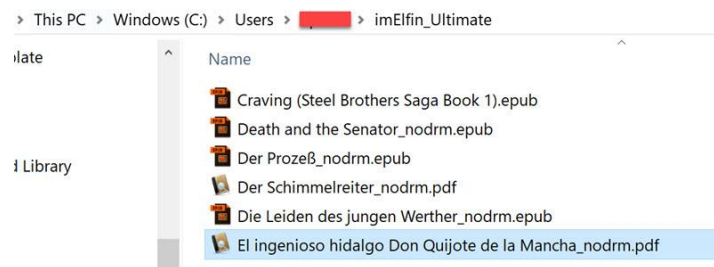 > This PC > Windows (C:) > Users > > imElfin_Ultimate
plate
Name
Craving (Steel Brothers Saga Book 1).epub
Death and the Senator_nodrm.epub
Der Prozeß_nodrm.epub
d Library
Der Schimmelreiter_nodrm.pdf
Die Leiden des jungen Werther_nodrm.epub
El ingenioso hidalgo Don Quijote de la Mancha_nodrm.pdf